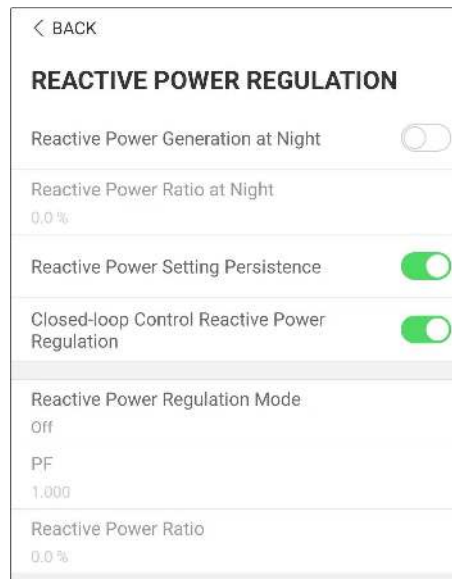 < BACK
REACTIVE POWER REGULATION
Reactive Power Generation at Night
Reactive Power Ratio at Night
0.0 %
Reactive Power Setting Persistence
Closed-loop Control Reactive Power
Regulation
Reactive Power Regulation Mode
Off
PF
1.000
Reactive Power Ratio
0.0 %